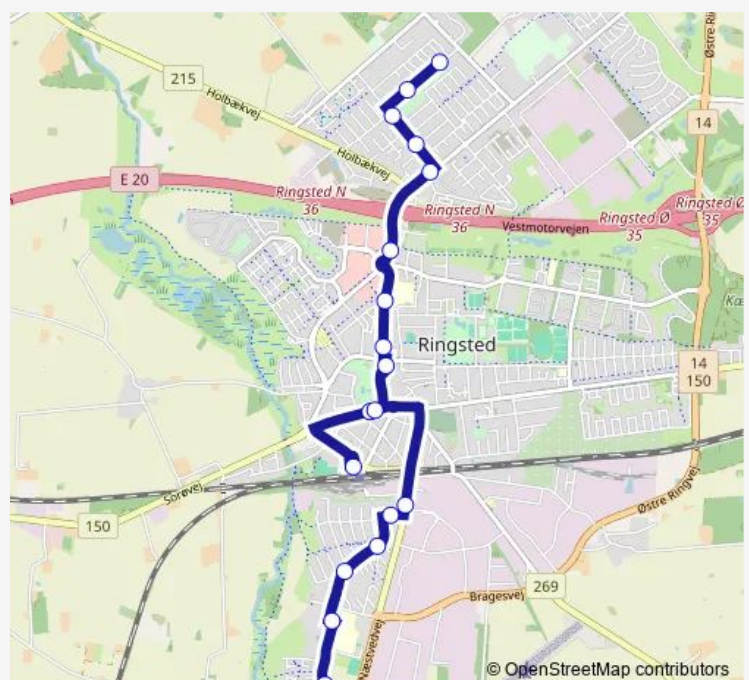 Østre Ri
215
Holbækvej
14
Holbækvej
E 20
Ringsted N
36
Ringsted N
36
Ringsted Ø
35
Ringsted Ø
35
Vestmotorvejen
Ringsted
14
150
Sorøvej
150
Østre Ringvej
269
Bragesvej
Næstvedvej
© OpenStreetMap contributors